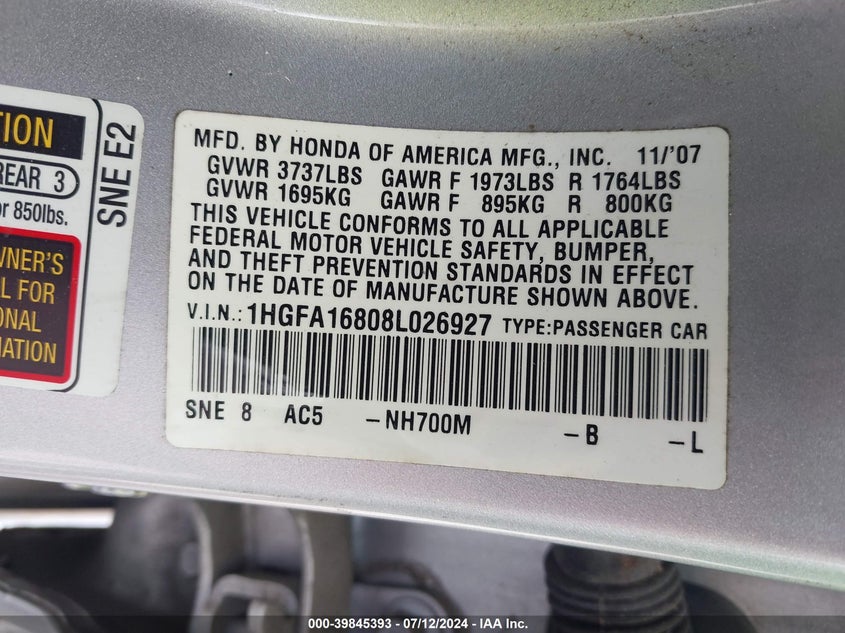 TION
REAR 3
or 850lbs.
WNER'S
L FOR
ONAL
MATION
SNE E2
MFD. BY HONDA OF AMERICA MFG., INC. 11/'07
GVWR 3737LBS GAWR F 1973LBS R 1764LBS
GVWR 1695KG GAWR F 895KG R 800KG
THIS VEHICLE CONFORMS TO ALL APPLICABLE
FEDERAL MOTOR VEHICLE SAFETY, BUMPER,
AND THEFT PREVENTION STANDARDS IN EFFECT
ON THE DATE OF MANUFACTURE SHOWN ABOVE.
V.I.N.: 1HGFA16808L026927 TYPE:PASSENGER CAR
SNE 8 AC5 -NH700M -B -L
000-39845393 - 07/12/2024 - IAA Inc.